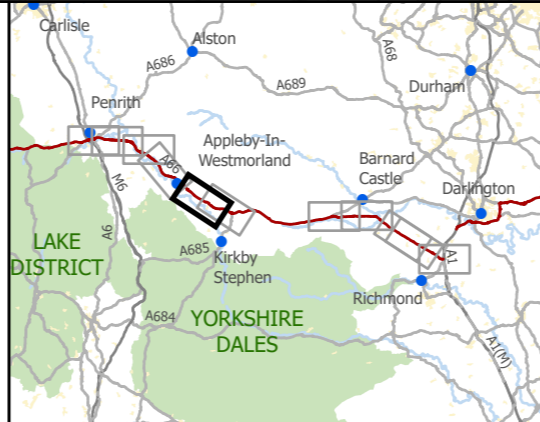 Carlisle
Alston
A686
A68
A689
Durham
Penrith
Appleby-In-
Westmorland
A66
Barnard
Castle
Darlington
M6
A6
LAKE
DISTRICT
A685
Kirkby
Stephen
A1
Richmond
A684
YORKSHIRE
DALES
A1(M)